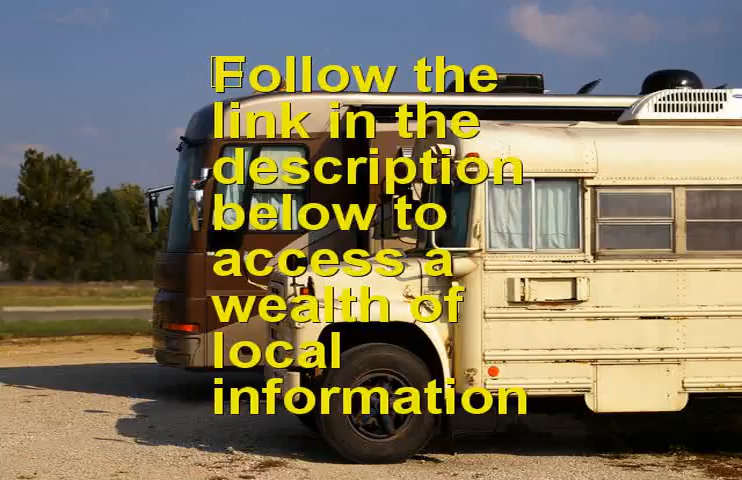 Follow the
link in the
description
below to
access a
wealth of
local
information